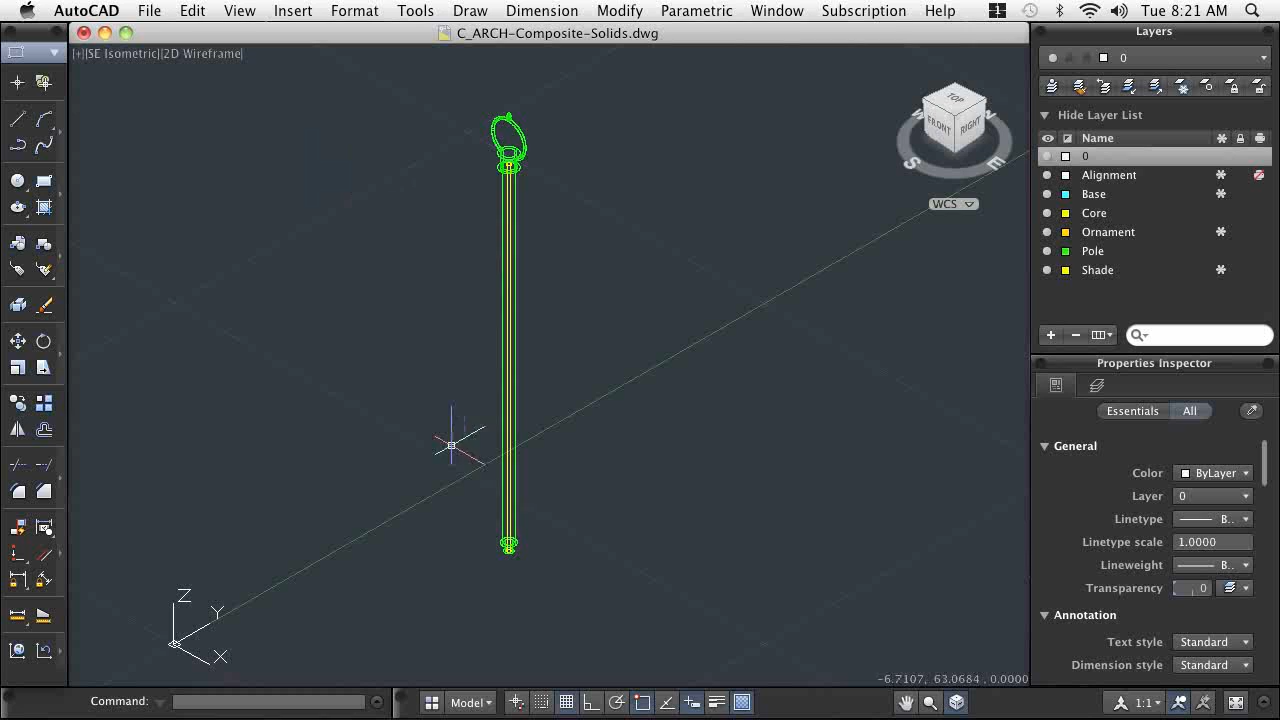 AutoCAD File Edit View Insert Format Tools Draw Dimension Modify Parametric Window Subscription Help 1 Tue 8:21 AM
C_ARCH-Composite-Solids.dwg
[+][SE Isometric][2D Wireframe]
TOP
FRONT RIGHT
W N
S E
WCS
Z
Y
X
-6.7107, 63.0684 , 0.0000
Layers
0
Hide Layer List
Name
0
Alignment
Base
Core
Ornament
Pole
Shade
Properties Inspector
Essentials All
General
Color ByLayer
Layer 0
Linetype B..
Linetype scale 1.0000
Lineweight B..
Transparency 0
Annotation
Text style Standard
Dimension style Standard
Command: Model 1:1